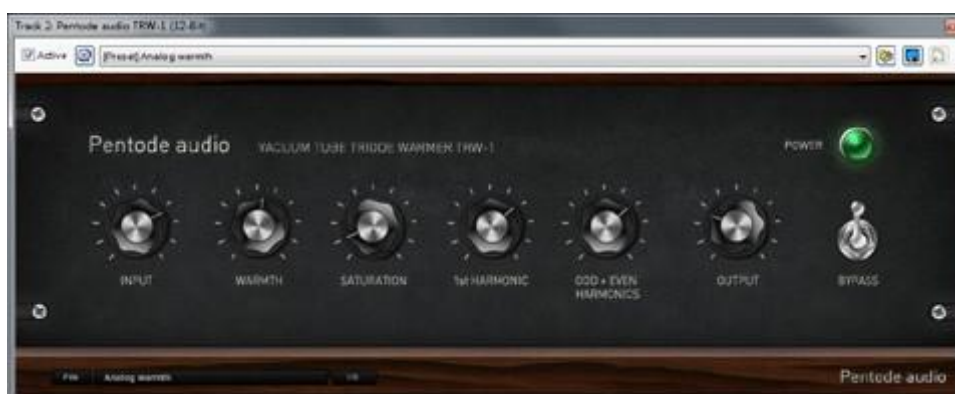 Track 2: Pentode audio TRW-1
Active [Preset] Analog warmth
Pentode audio VACUUM TUBE TRIODE WARMER TRW-1 POWER
INPUT WARMTH SATURATION 1st HARMONIC ODD + EVEN OUTPUT BYPASS
HARMONICS
Analog warmth Pentode audio